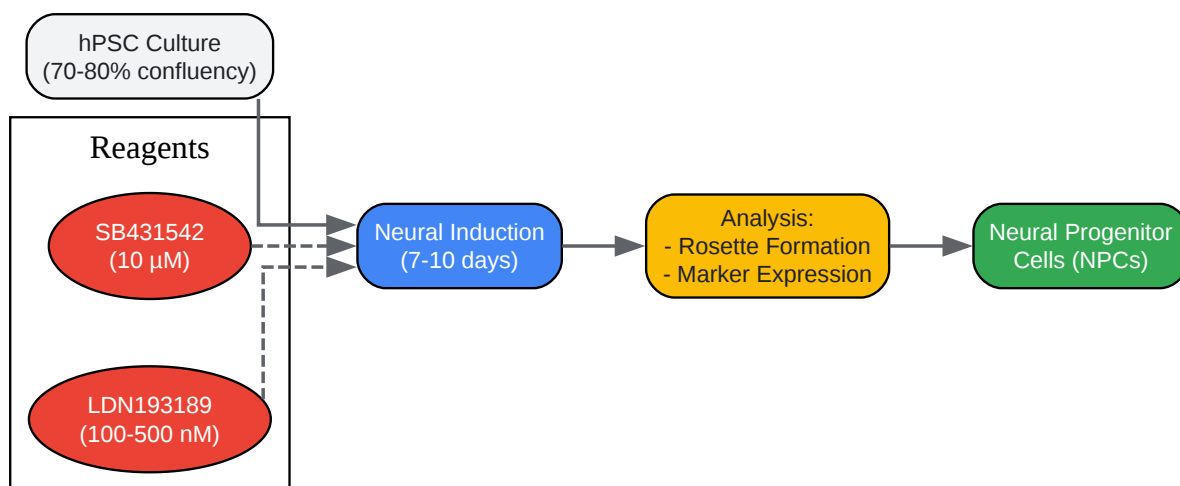 hPSC Culture
(70-80% confluency)
Reagents
SB431542
(10 µM)
LDN193189
(100-500 nM)
Neural Induction
(7-10 days)
Analysis:
- Rosette Formation
- Marker Expression
Neural Progenitor
Cells (NPCs)